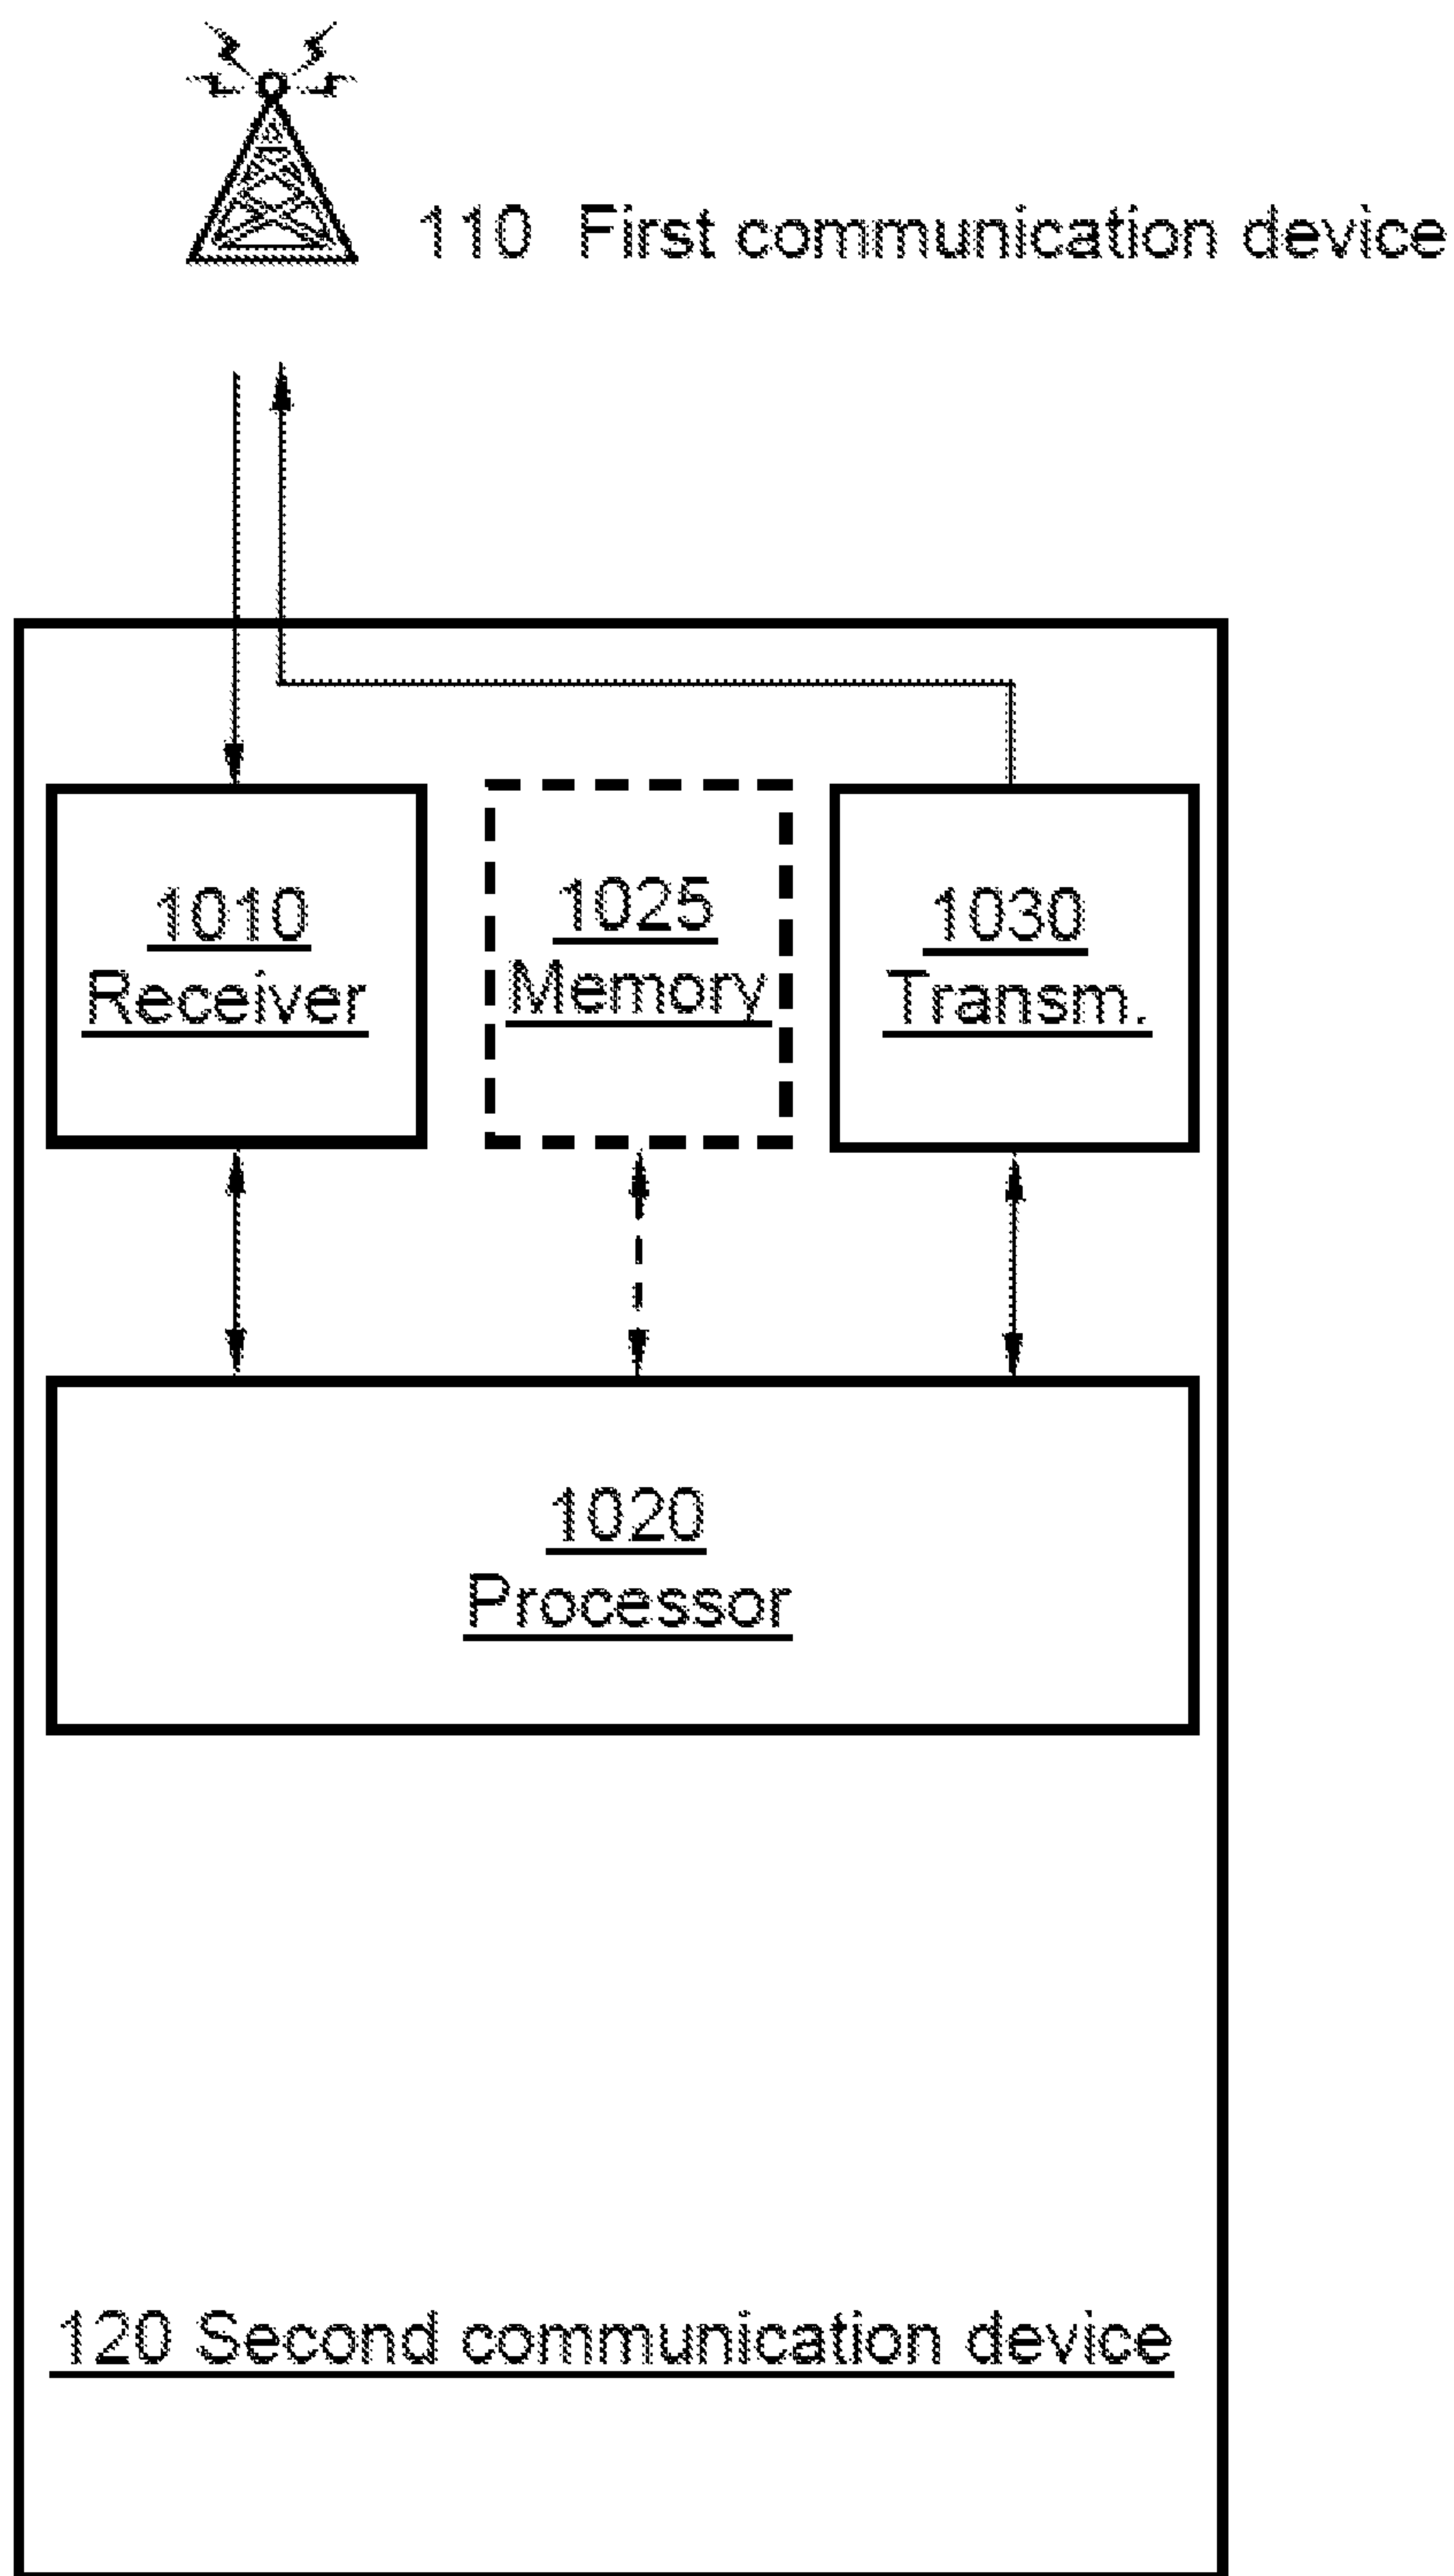 110 First communication device
1010
Receiver
1025
Memory
1030
Transm.
1020
Processor
120 Second communication device